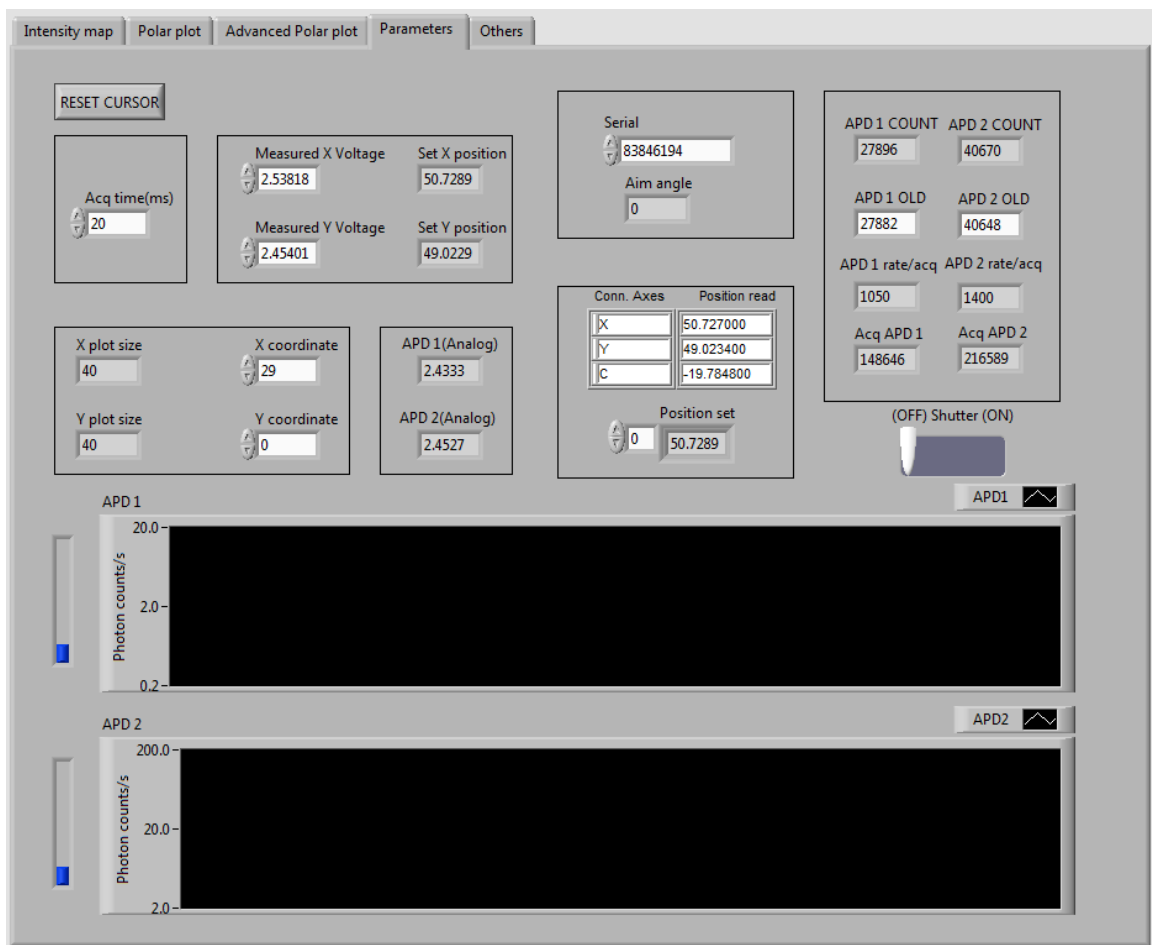 Intensity map Polar plot Advanced Polar plot Parameters Others
RESET CURSOR
Acq time(ms)
20
Measured X Voltage Set X position
2.53818 50.7289
Measured Y Voltage Set Y position
2.45401 49.0229
Serial
83846194
Aim angle
0
APD 1 COUNT APD 2 COUNT
27896 40670
APD 1 OLD APD 2 OLD
27882 40648
APD 1 rate/acq APD 2 rate/acq
1050 1400
Acq APD 1 Acq APD 2
148646 216589
X plot size X coordinate
40 29
Y plot size Y coordinate
40 0
APD 1(Analog)
2.4333
APD 2(Analog)
2.4527
Conn. Axes Position read
X 50.727000
Y 49.023400
C -19.784800
Position set
0 50.7289
(OFF) Shutter (ON)
APD 1 APD1
Photon counts/s
20.0
2.0
0.2
APD 2 APD2
Photon counts/s
200.0
20.0
2.0